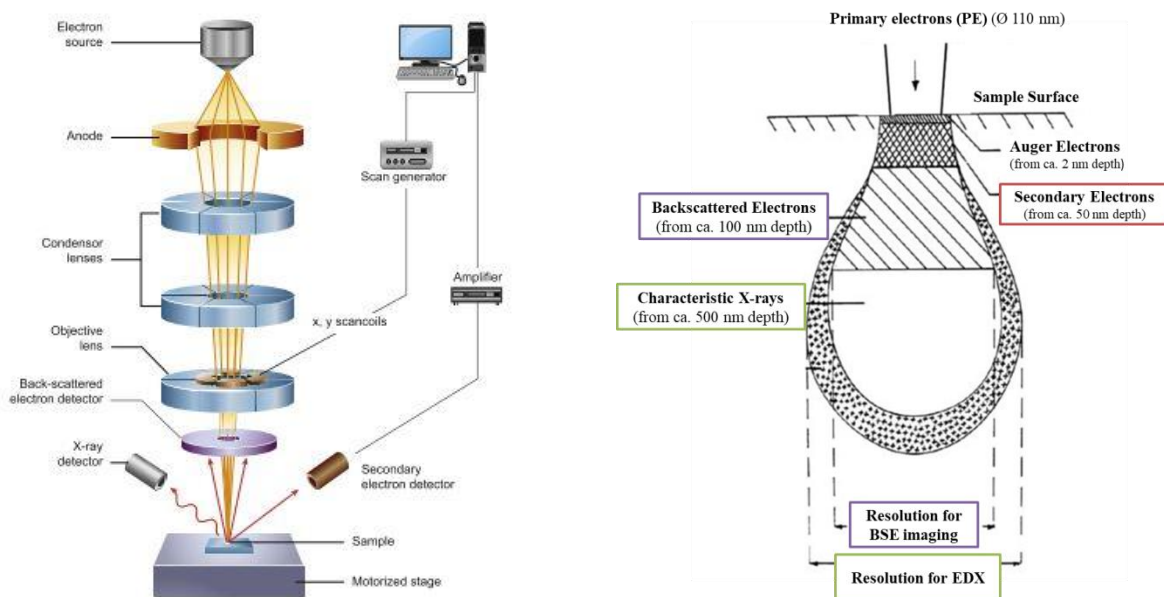 Electron
source
Anode
Scan generator
Condensor
lenses
Amplifier
x, y scancoils
Objective
lens
Back-scattered
electron detector
X-ray
detector
Secondary
electron detector
Sample
Motorized stage
Primary electrons (PE) (Ø 110 nm)
Sample Surface
Auger Electrons
(from ca. 2 nm depth)
Secondary Electrons
(from ca. 50 nm depth)
Backscattered Electrons
(from ca. 100 nm depth)
Characteristic X-rays
(from ca. 500 nm depth)
Resolution for
BSE imaging
Resolution for EDX